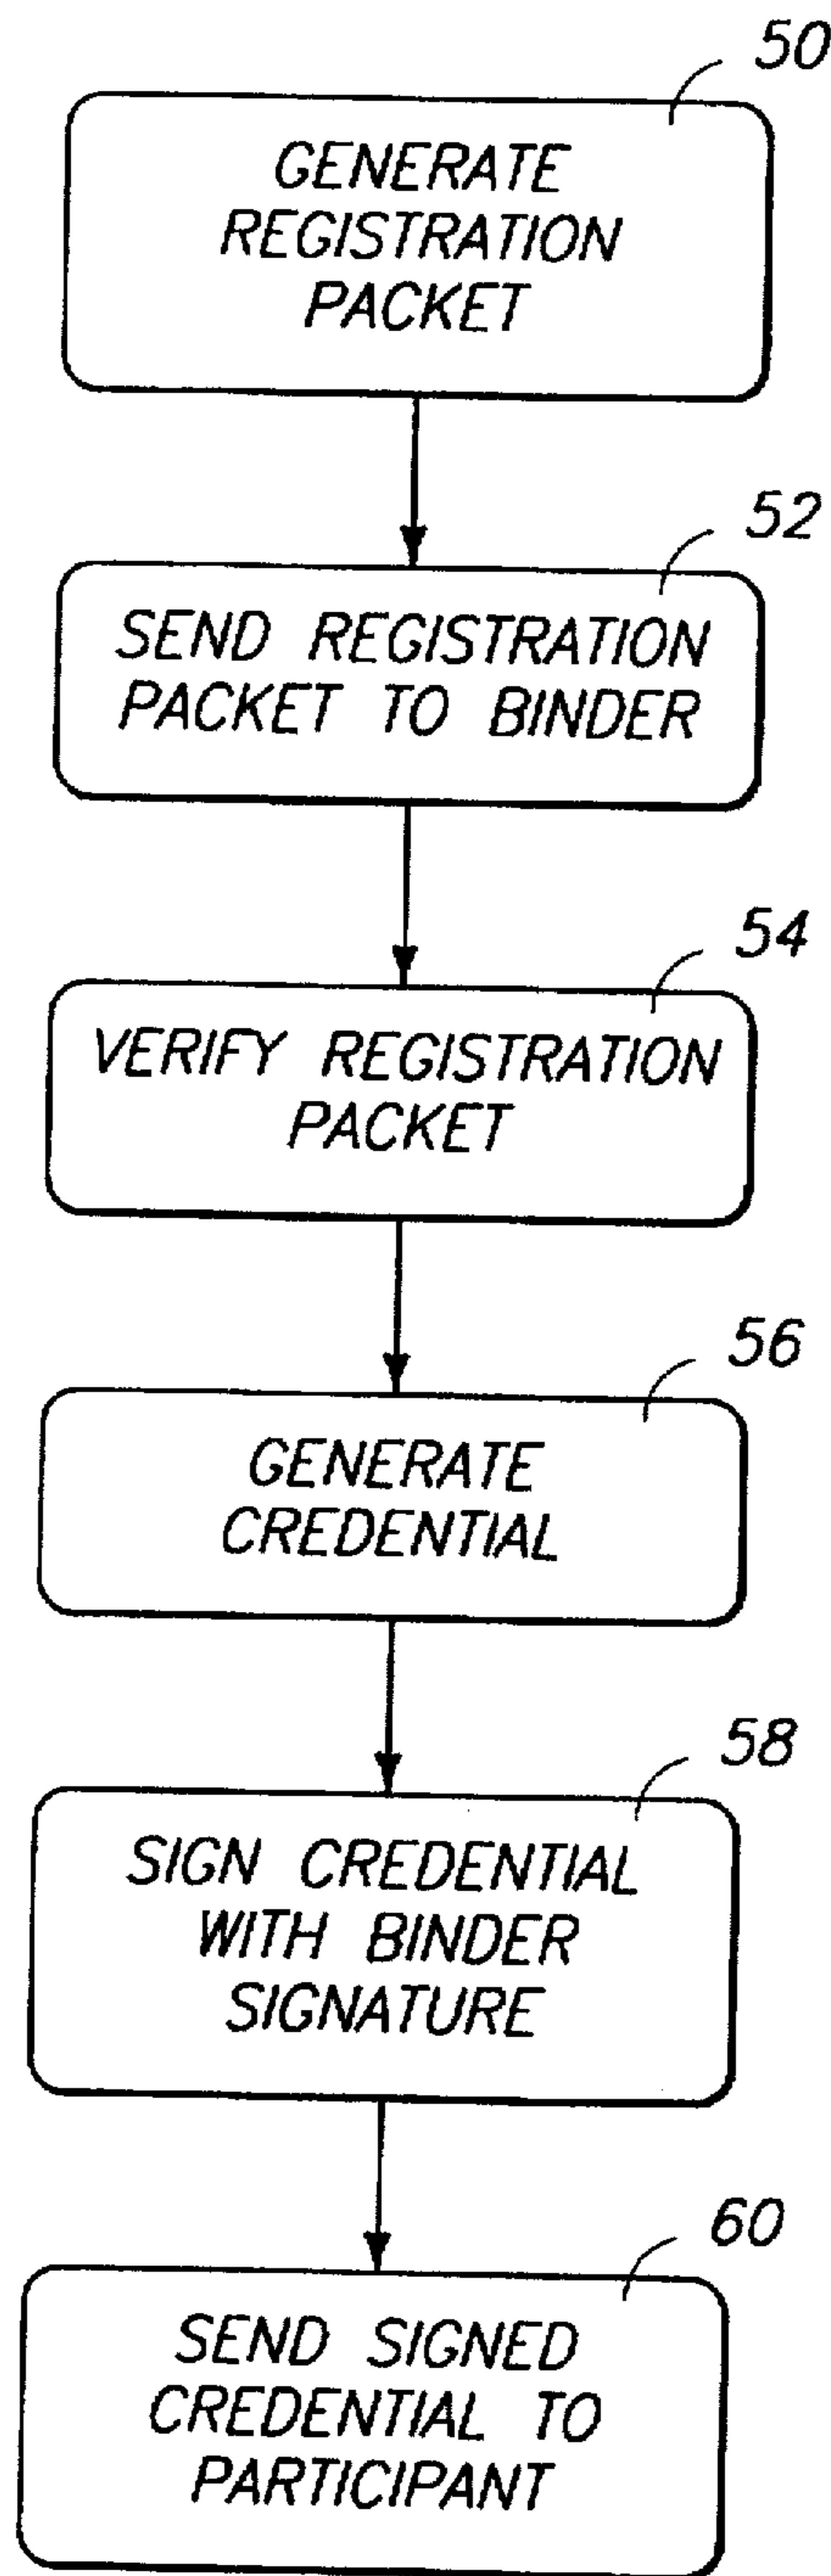 50
GENERATE
REGISTRATION
PACKET
52
SEND REGISTRATION
PACKET TO BINDER
54
VERIFY REGISTRATION
PACKET
56
GENERATE
CREDENTIAL
58
SIGN CREDENTIAL
WITH BINDER
SIGNATURE
60
SEND SIGNED
CREDENTIAL TO
PARTICIPANT